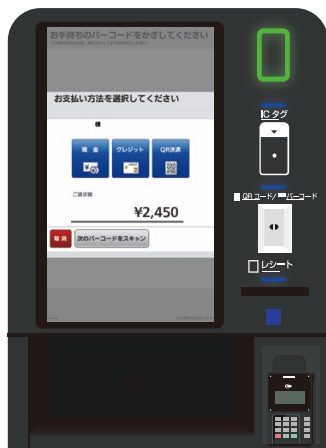 お手持ちのバーコードをかざしてください
お支払い方法を選択してください
様
現 金
クレジット
QR決済
ご請求額
¥2,450
取 消
次のバーコードをスキャン
ICタグ
QRコード/
バーコード
レシート